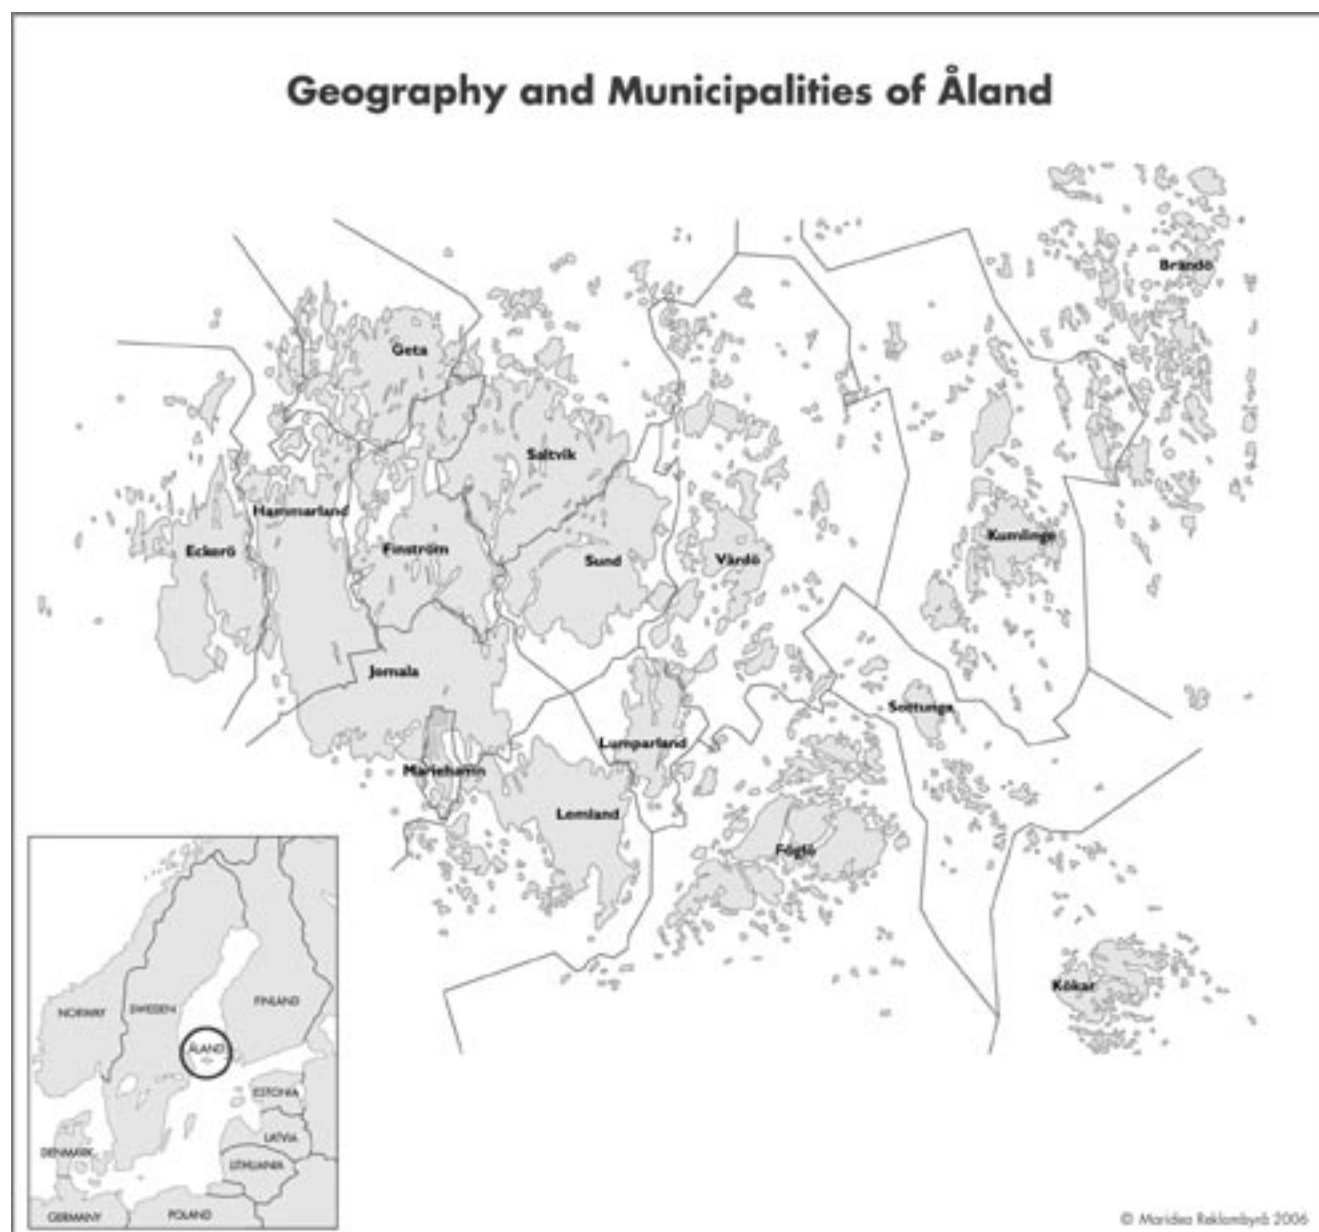 Geography and Municipalities of Åland
Brändö
Geta
Saltvik
Hammarland
Eckerö
Finström
Sund
Vårdö
Kumlinge
Jomala
Sottunga
Lumparland
Mariehamn
Lemland
Föglö
Kökar
NORWAY
SWEDEN
FINLAND
ÅLAND
ESTONIA
LATVIA
DENMARK
LITHUANIA
GERMANY
POLAND
© Maridea Reklambyrå 2006